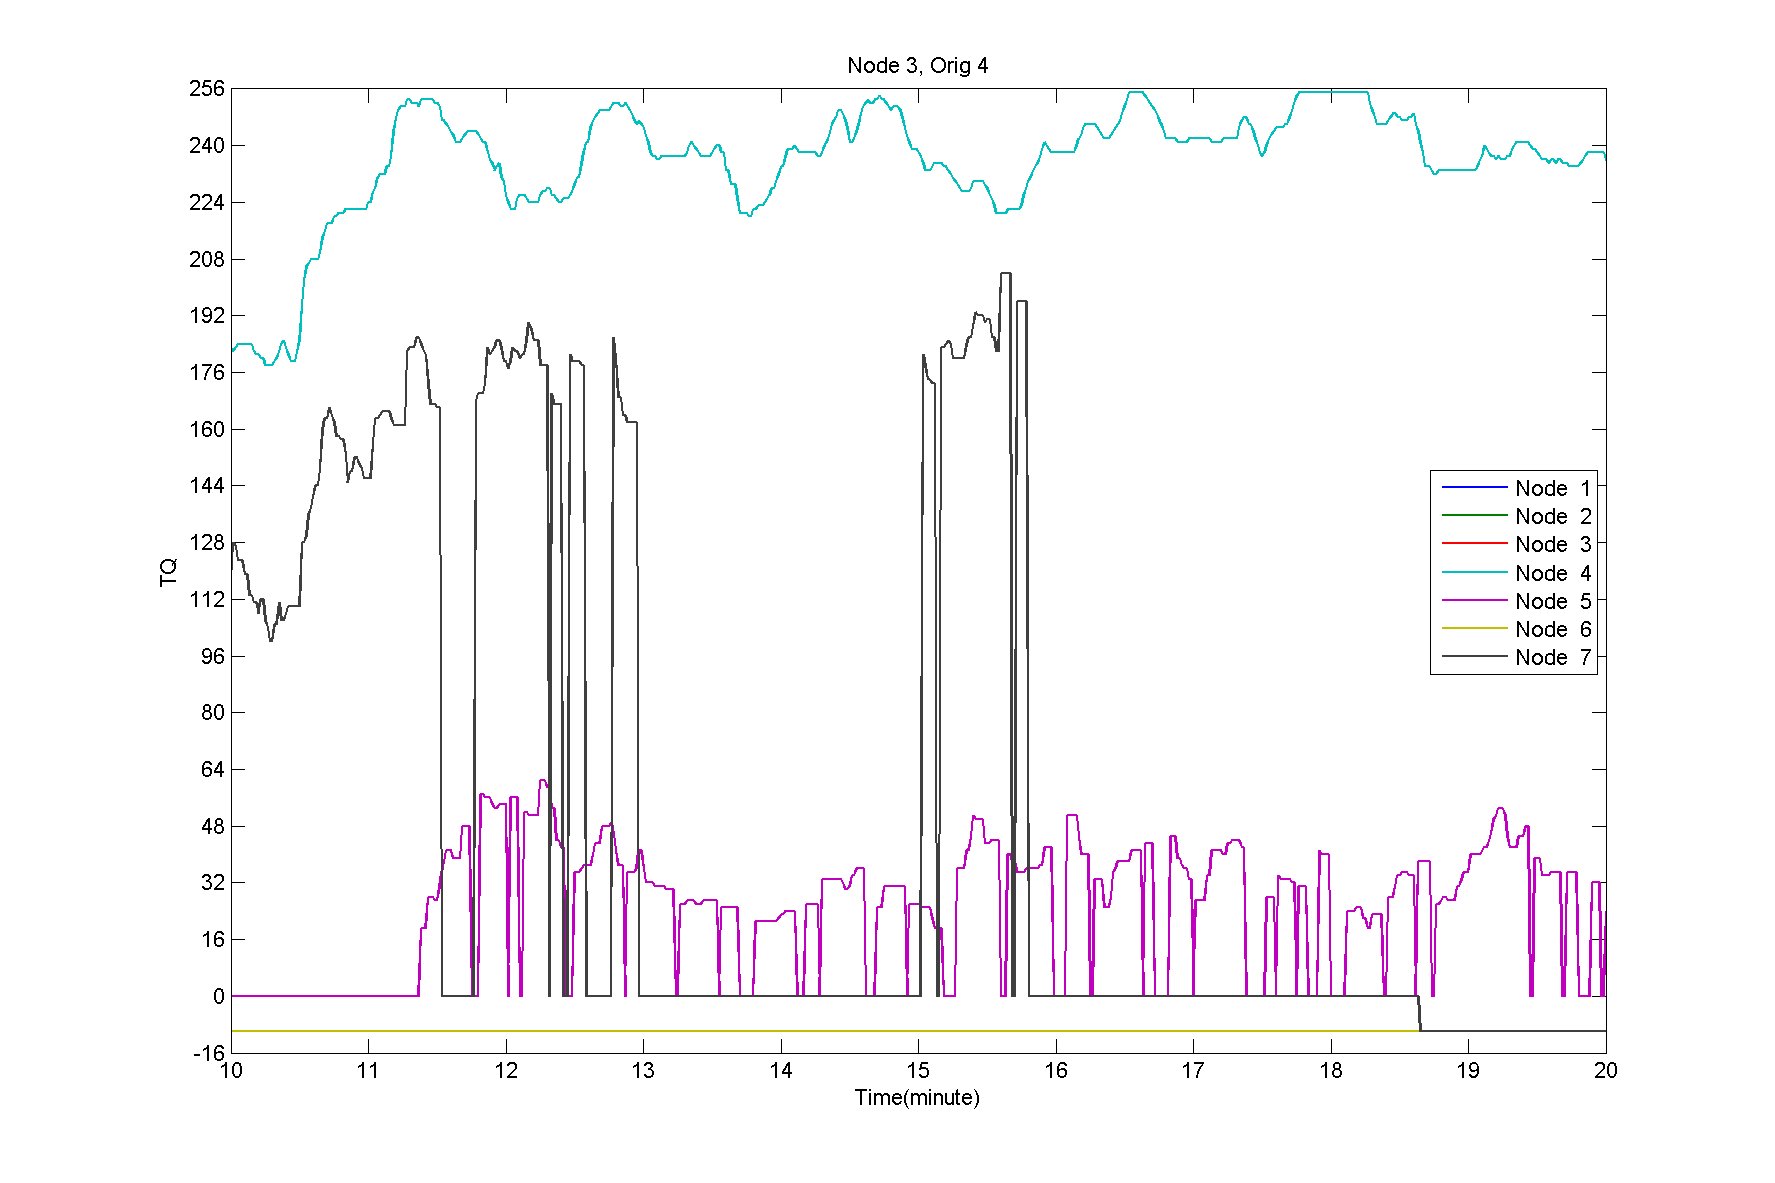 Node 3, Orig 4
256
240
224
208
192
176
160
144
128
112
96
80
64
48
32
16
0
-16
TQ
Node 1
Node 2
Node 3
Node 4
Node 5
Node 6
Node 7
10 11 12 13 14 15 16 17 18 19 20
Time(minute)